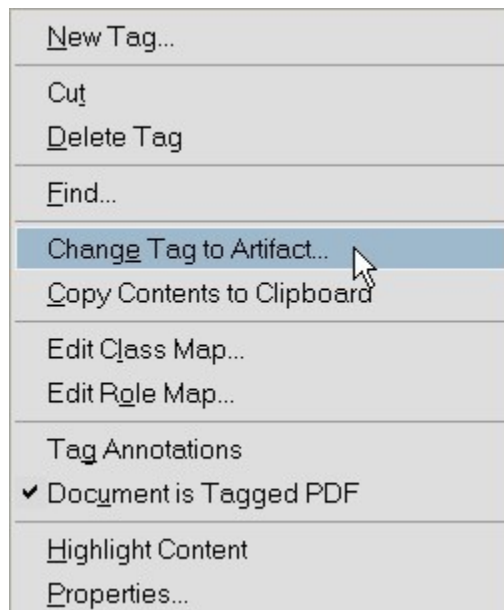 New Tag...
Cut
Delete Tag
Find...
Change Tag to Artifact...
Copy Contents to Clipboard
Edit Class Map...
Edit Role Map...
Tag Annotations
✔ Document is Tagged PDF
Highlight Content
Properties...